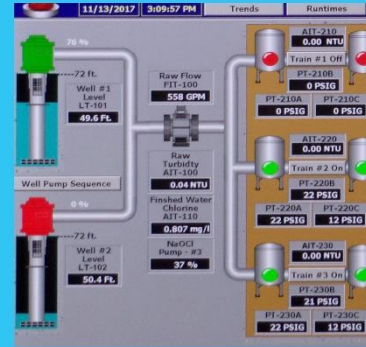 11/13/2017 3:09:57 PM Trends Runtimes
76 %
72 ft.
Well #1
Level
LT-101
49.6 Ft.
Well Pump Sequence
0 %
72 ft.
Well #2
Level
LT-102
50.4 Ft.
Raw Flow
FIT-100
558 GPM
Raw
Turbidty
AIT-100
0.04 NTU
Finshed Water
Chlorine
AIT-110
0.807 mg/l
NaOCl
Pump - #3
37 %
AIT-210
0.00 NTU
Train #1 Off
PT-210B
0 PSIG
PT-210A PT-210C
0 PSIG 0 PSIG
AIT-220
0.00 NTU
Train #2 On
PT-220B
22 PSIG
PT-220A PT-220C
22 PSIG 12 PSIG
AIT-230
0.00 NTU
Train #3 On
PT-230B
21 PSIG
PT-230A PT-230C
22 PSIG 12 PSIG